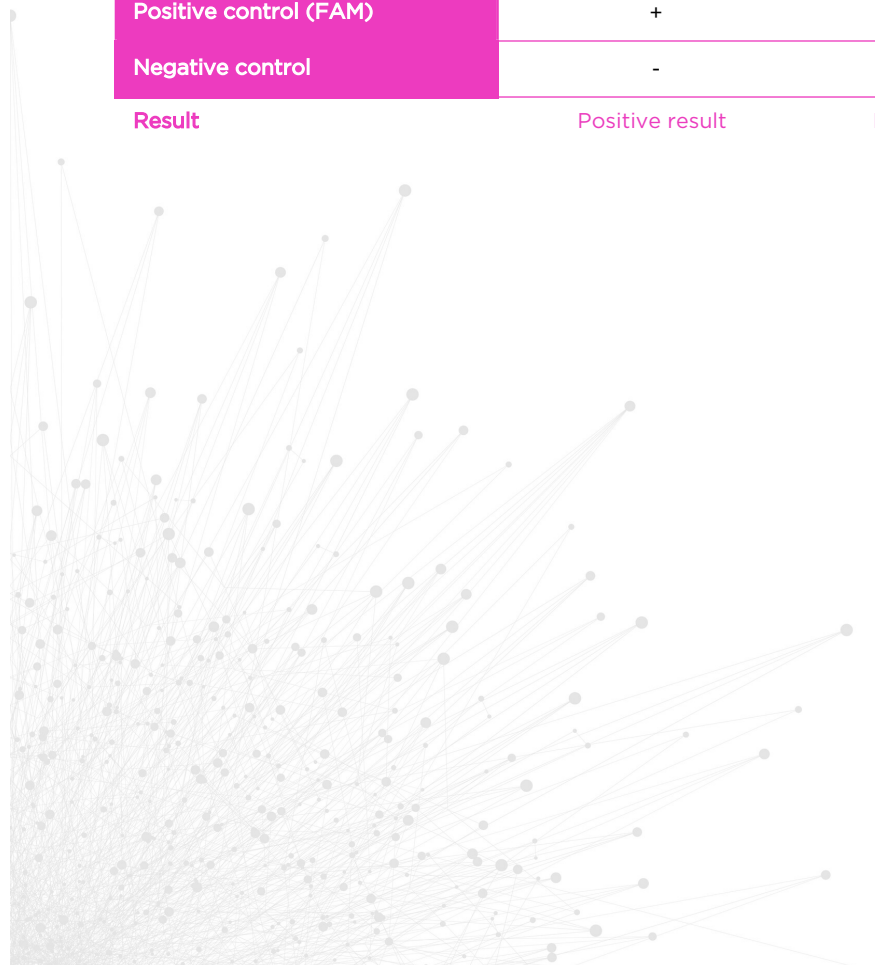 Positive control (FAM) +
Negative control -
Result Positive result